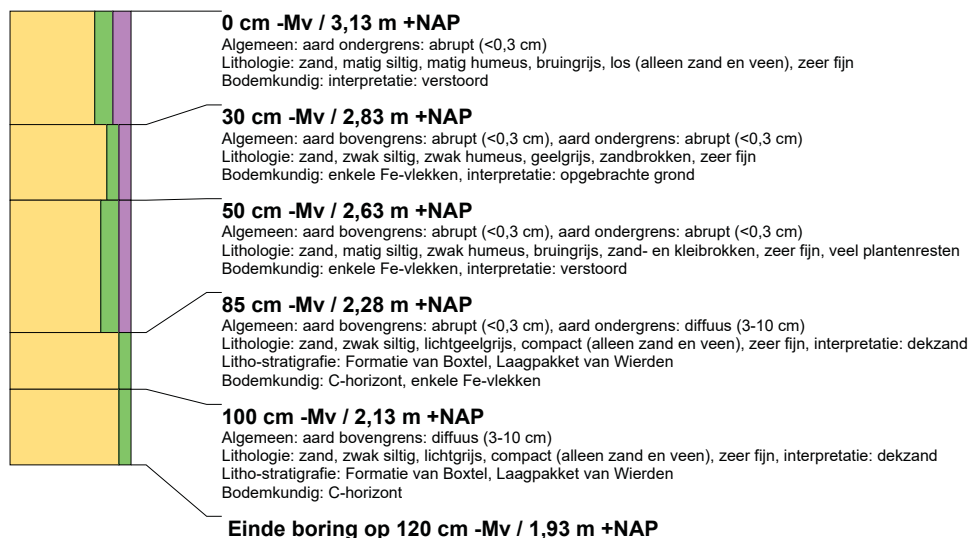 0 cm -Mv / 3,13 m +NAP
Algemeen: aard ondergrens: abrupt (<0,3 cm)
Lithologie: zand, matig siltig, matig humeus, bruingrijs, los (alleen zand en veen), zeer fijn
Bodemkundig: interpretatie: verstoord
30 cm -Mv / 2,83 m +NAP
Algemeen: aard bovengrens: abrupt (<0,3 cm), aard ondergrens: abrupt (<0,3 cm)
Lithologie: zand, zwak siltig, zwak humeus, geelgrijs, zandbrokken, zeer fijn
Bodemkundig: enkele Fe-vlekken, interpretatie: opgebrachte grond
50 cm -Mv / 2,63 m +NAP
Algemeen: aard bovengrens: abrupt (<0,3 cm), aard ondergrens: abrupt (<0,3 cm)
Lithologie: zand, matig siltig, zwak humeus, bruingrijs, zand- en kleibrokken, zeer fijn, veel plantenresten
Bodemkundig: enkele Fe-vlekken, interpretatie: verstoord
85 cm -Mv / 2,28 m +NAP
Algemeen: aard bovengrens: abrupt (<0,3 cm), aard ondergrens: diffuus (3-10 cm)
Lithologie: zand, zwak siltig, lichtgeelgrijs, compact (alleen zand en veen), zeer fijn, interpretatie: dekzand
Litho-stratigrafie: Formatie van Boxtel, Laagpakket van Wierden
Bodemkundig: C-horizont, enkele Fe-vlekken
100 cm -Mv / 2,13 m +NAP
Algemeen: aard bovengrens: diffuus (3-10 cm)
Lithologie: zand, zwak siltig, lichtgrijs, compact (alleen zand en veen), zeer fijn, interpretatie: dekzand
Litho-stratigrafie: Formatie van Boxtel, Laagpakket van Wierden
Bodemkundig: C-horizont
Einde boring op 120 cm -Mv / 1,93 m +NAP